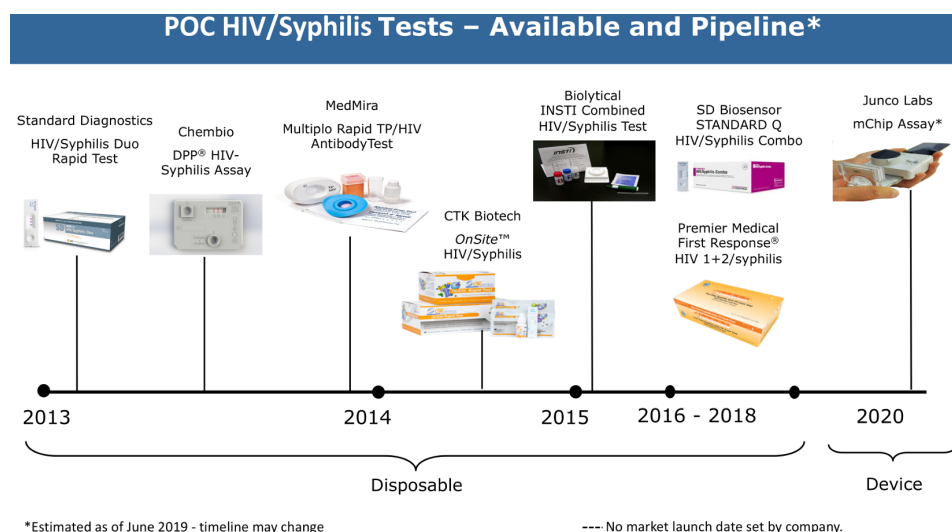 POC HIV/Syphilis Tests – Available and Pipeline*
Standard Diagnostics
HIV/Syphilis Duo
Rapid Test
Chembio
DPP® HIV-
Syphilis Assay
MedMira
Multiplo Rapid TP/HIV
AntibodyTest
CTK Biotech
OnSite™
HIV/Syphilis
Biolytical
INSTI Combined
HIV/Syphilis Test
INSTI
SD Biosensor
STANDARD Q
HIV/Syphilis Combo
HIV/Syphilis Combo
Premier Medical
First Response®
HIV 1+2/syphilis
Junco Labs
mChip Assay*
2013
2014
2015
2016 - 2018
2020
Disposable
Device
*Estimated as of June 2019 - timeline may change
---- No market launch date set by company.